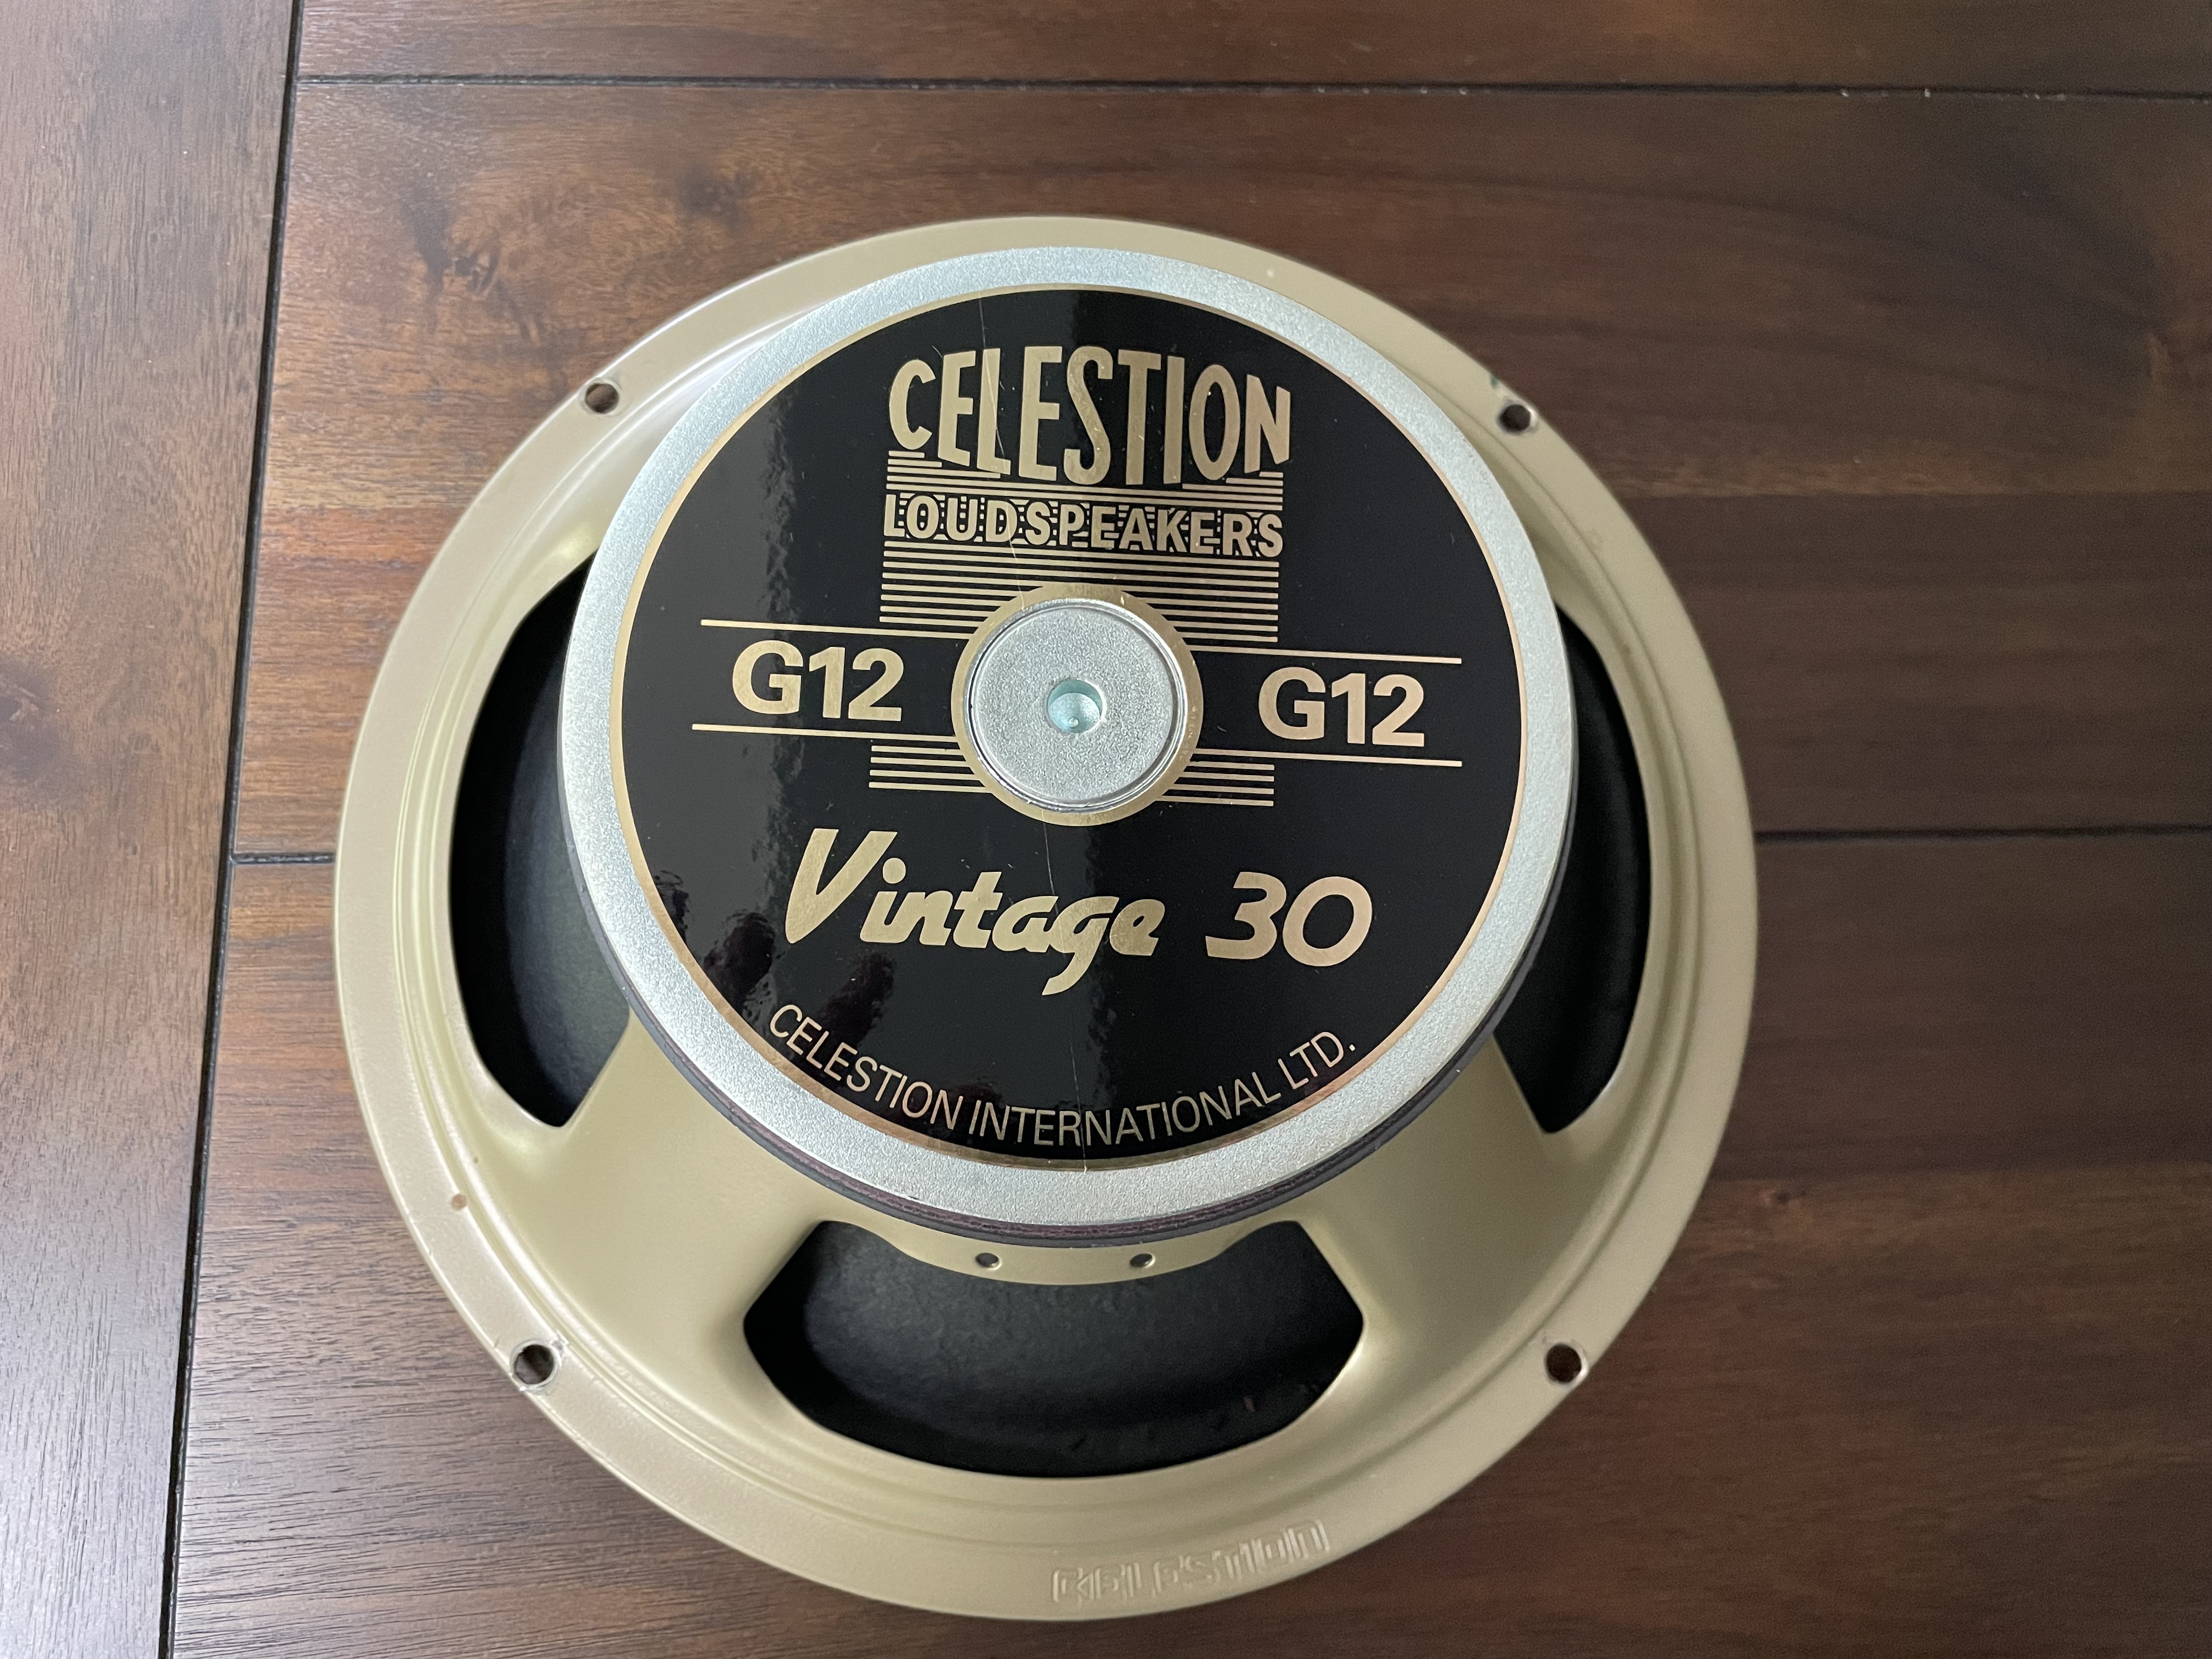 CELESTION
LOUDSPEAKERS
G12 G12
Vintage 30
CELESTION INTERNATIONAL LTD.
CELESTION